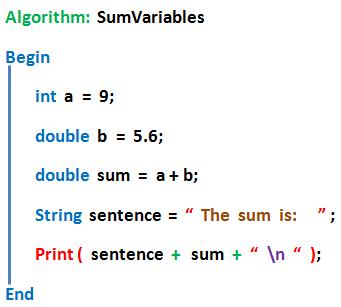 Algorithm: SumVariables
Begin
int a = 9;
double b = 5.6;
double sum = a + b;
String sentence = “ The sum is: ” ;
Print ( sentence + sum + “ \n “ );
End